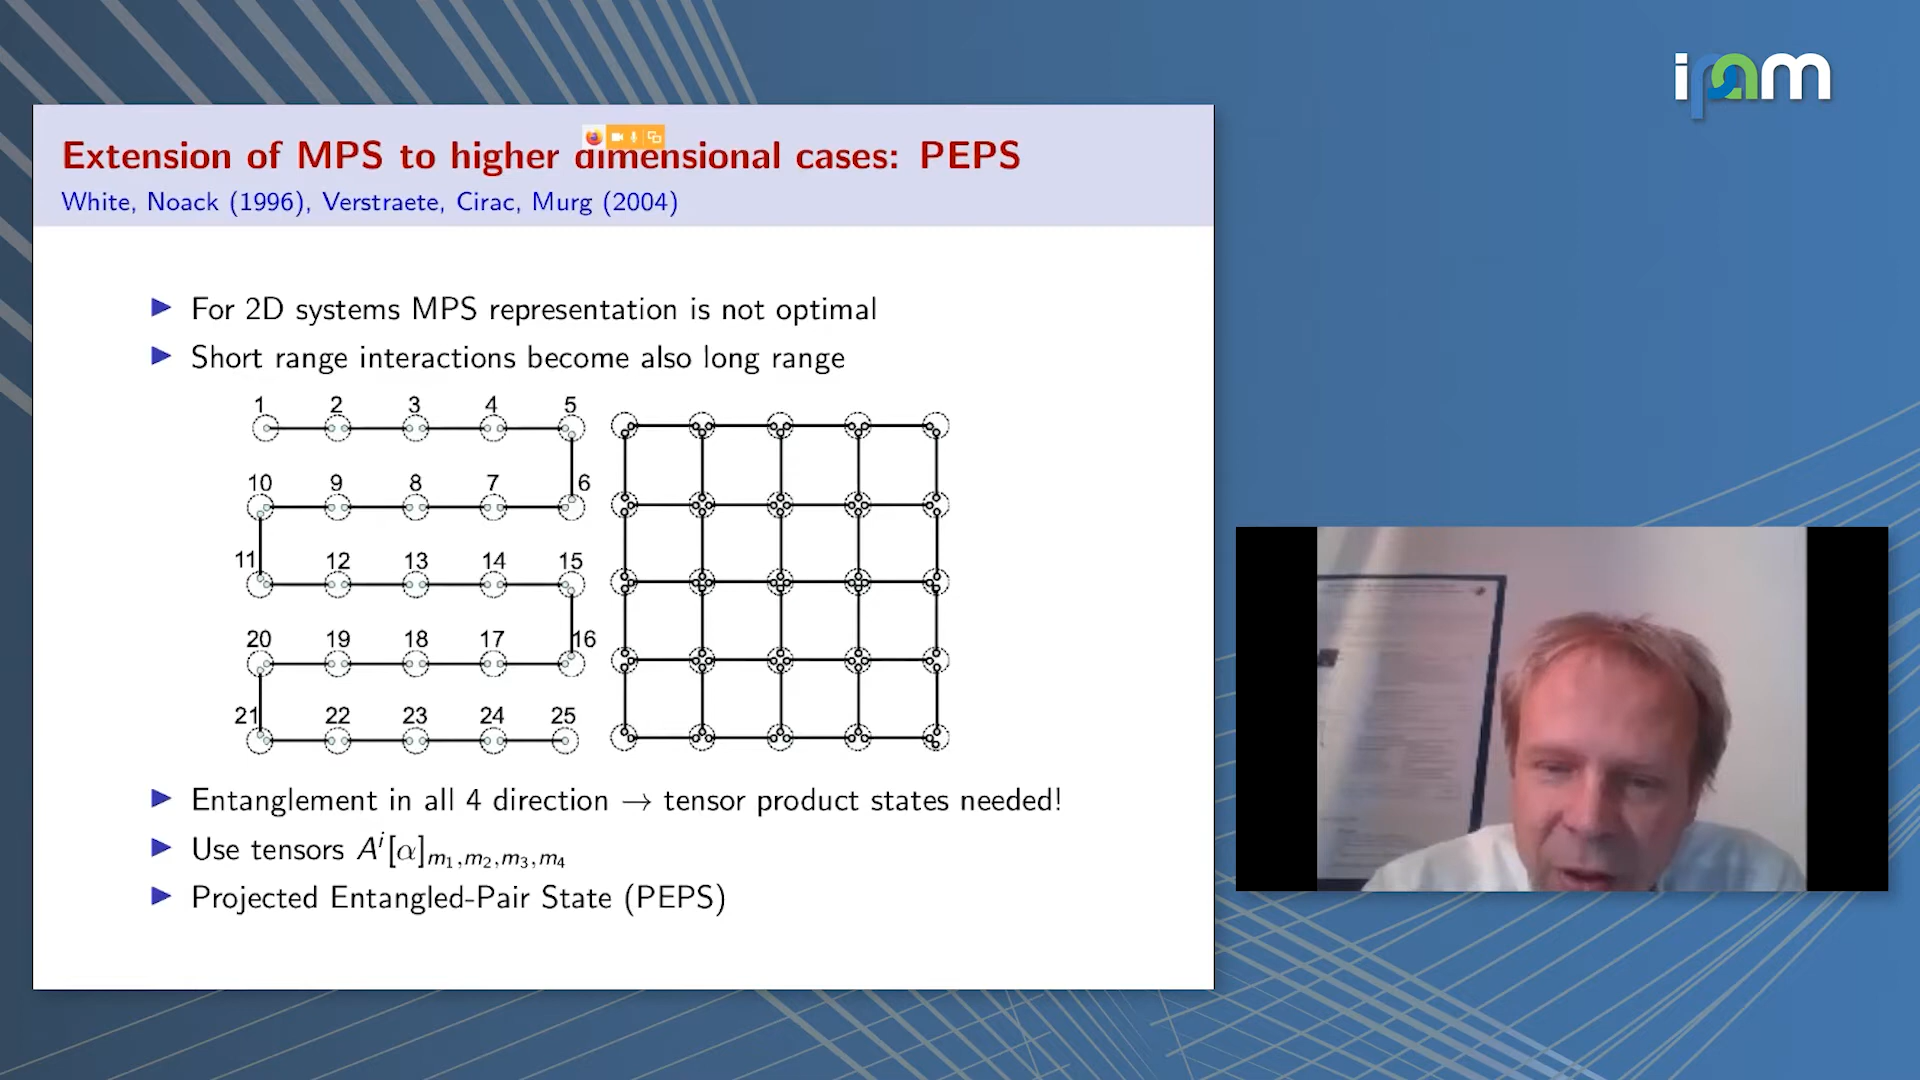 ipam
Extension of MPS to higher dimensional cases: PEPS
White, Noack (1996), Verstraete, Cirac, Murg (2004)
▶ For 2D systems MPS representation is not optimal
▶ Short range interactions become also long range
1 2 3 4 5
10 9 8 7 6
11 12 13 14 15
20 19 18 17 16
21 22 23 24 25
▶ Entanglement in all 4 direction → tensor product states needed!
▶ Use tensors A^i[α]_{m₁,m₂,m₃,m₄}
▶ Projected Entangled-Pair State (PEPS)